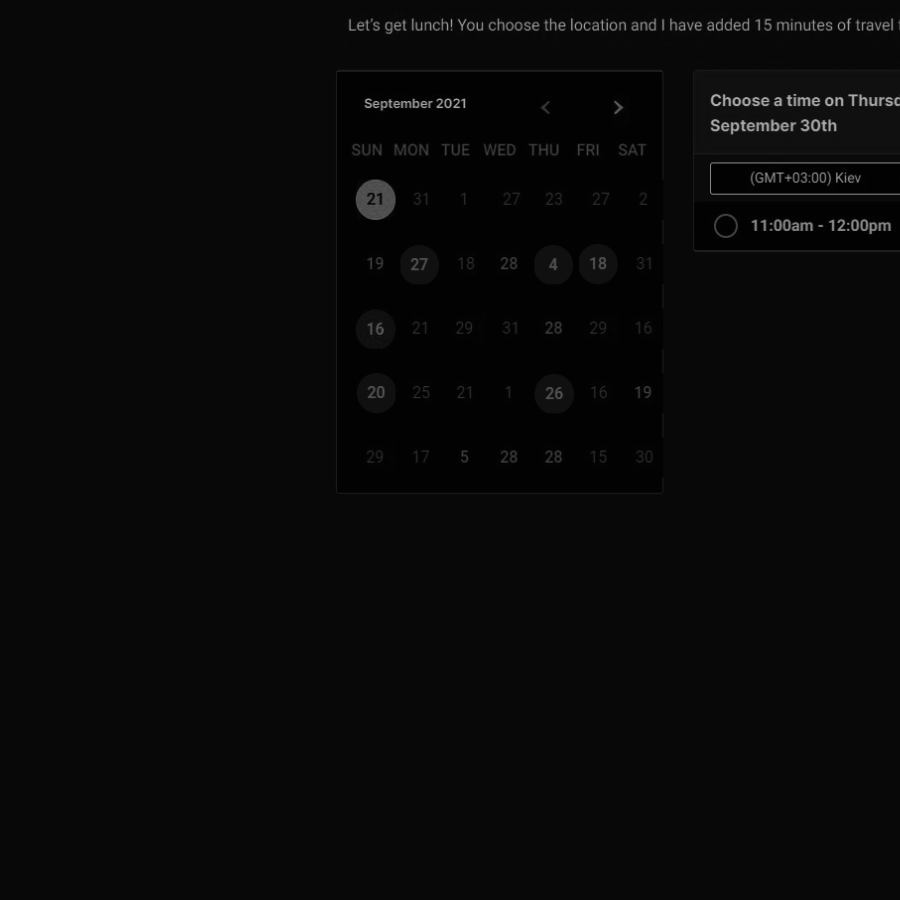 Let's get lunch! You choose the location and I have added 15 minutes of travel
September 2021
SUN MON TUE WED THU FRI SAT
21 31 1 27 23 27 2
19 27 18 28 4 18 31
16 21 29 31 28 29 16
20 25 21 1 26 16 19
29 17 5 28 28 15 30
Choose a time on Thursd
September 30th
(GMT+03:00) Kiev
11:00am - 12:00pm